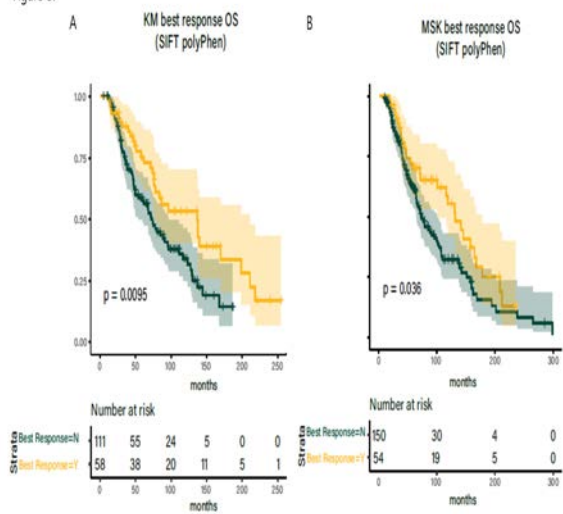 A
KM best response OS
(SIFT polyPhen)
1.00
0.75
0.50
0.25
0.00
p = 0.0095
0 50 100 150 200 250
months
Number at risk
Strata
Best Response=N 111 55 24 5 0 0
Best Response=Y 58 38 20 11 5 1
0 50 100 150 200 250
months
B
MSK best response OS
(SIFT polyPhen)
p = 0.036
0 100 200 300
months
Number at risk
Strata
Best Response=N 150 30 4 0
Best Response=Y 54 19 5 0
0 100 200 300
months